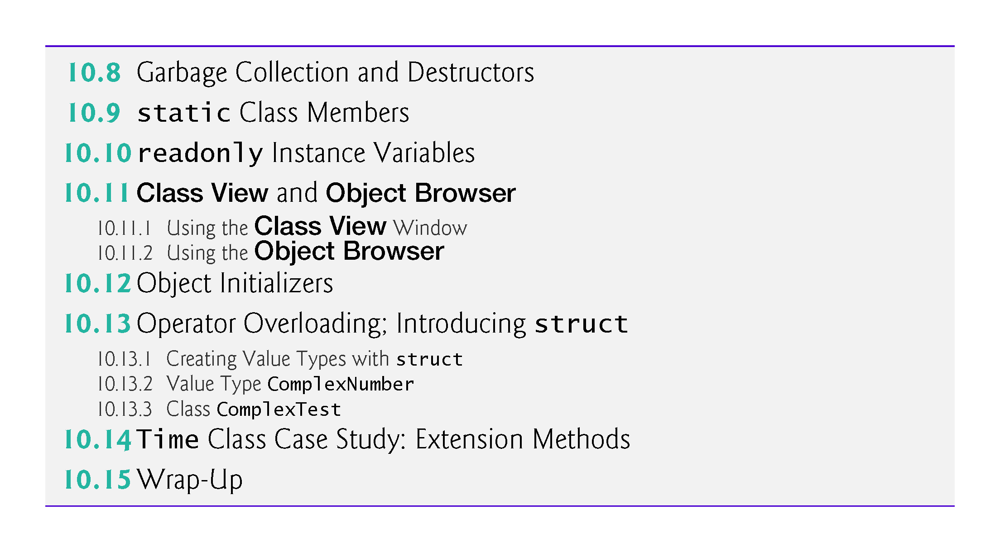 10.8 Garbage Collection and Destructors
10.9 static Class Members
10.10 readonly Instance Variables
10.11 Class View and Object Browser
10.11.1 Using the Class View Window
10.11.2 Using the Object Browser
10.12 Object Initializers
10.13 Operator Overloading; Introducing struct
10.13.1 Creating Value Types with struct
10.13.2 Value Type ComplexNumber
10.13.3 Class ComplexTest
10.14 Time Class Case Study: Extension Methods
10.15 Wrap-Up